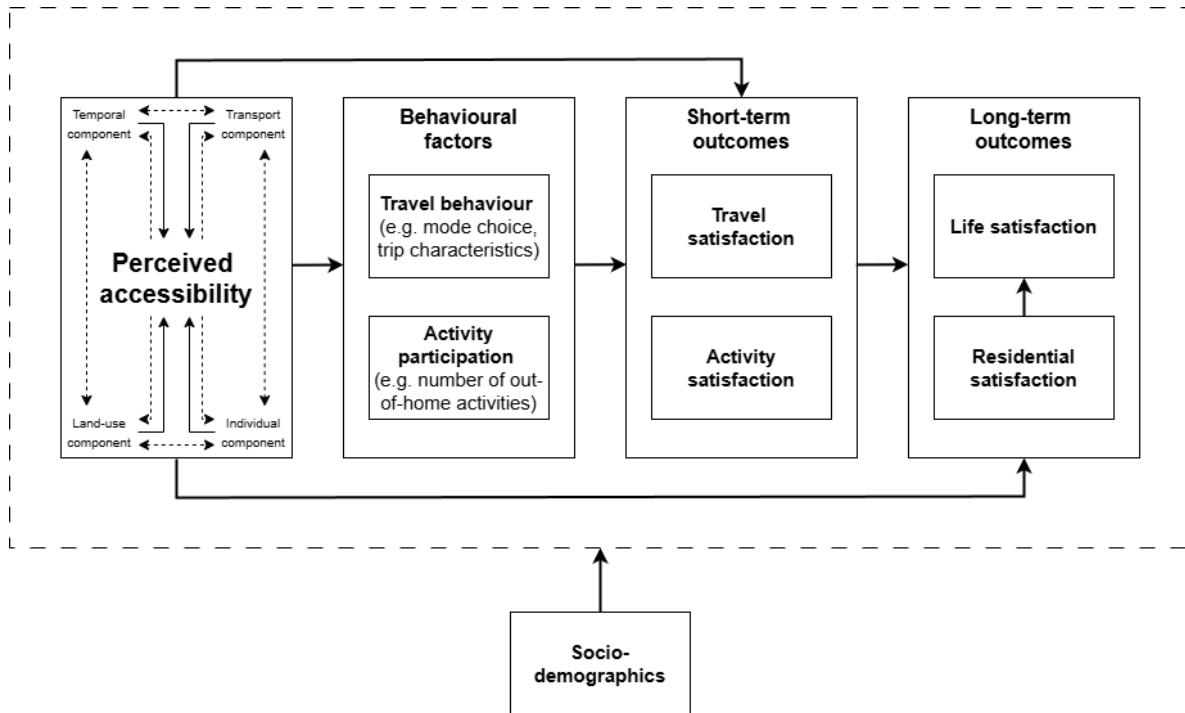 Temporal
component
Transport
component
Perceived
accessibility
Land-use
component
Individual
component
Behavioural
factors
Travel behaviour
(e.g. mode choice,
trip characteristics)
Activity
participation
(e.g. number of out-
of-home activities)
Short-term
outcomes
Travel
satisfaction
Activity
satisfaction
Long-term
outcomes
Life satisfaction
Residential
satisfaction
Socio-
demographics